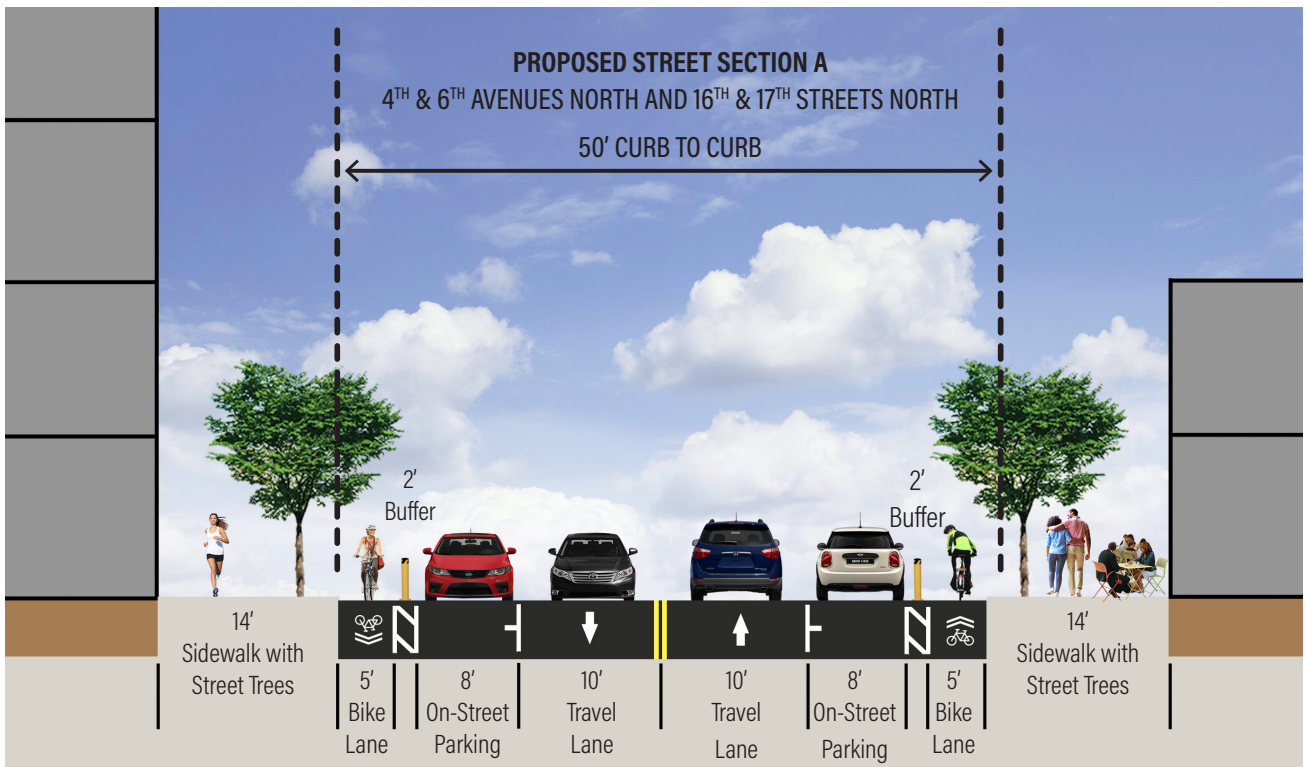 PROPOSED STREET SECTION A
4TH & 6TH AVENUES NORTH AND 16TH & 17TH STREETS NORTH
50' CURB TO CURB
2'
Buffer
2'
Buffer
14'
Sidewalk with
Street Trees
5'
Bike
Lane
8'
On-Street
Parking
10'
Travel
Lane
10'
Travel
Lane
8'
On-Street
Parking
5'
Bike
Lane
14'
Sidewalk with
Street Trees